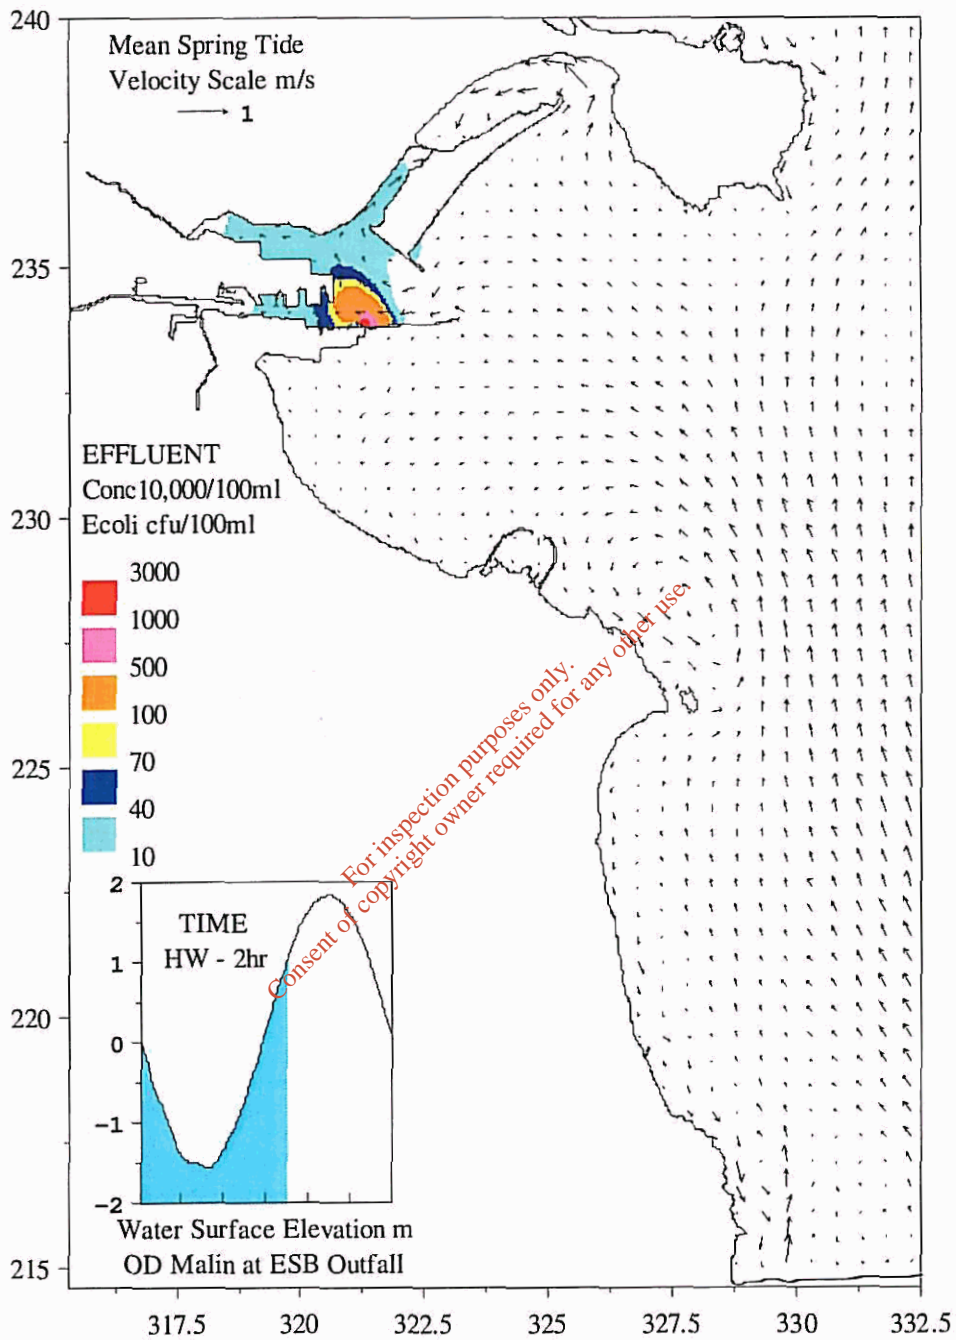 240
Mean Spring Tide
Velocity Scale m/s
1
235
EFFLUENT
Conc10,000/100ml
Ecoli cfu/100ml
230
3000
1000
500
100
70
40
10
225
For inspection purposes only.
Consent of copyright owner required for any other use.
2
TIME
HW - 2hr
1
0
-1
-2
220
Water Surface Elevation m
OD Malin at ESB Outfall
215
317.5 320 322.5 325 327.5 330 332.5